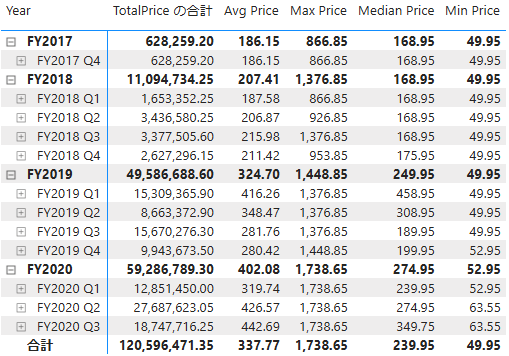 Year TotalPrice の合計 Avg Price Max Price Median Price Min Price
FY2017 628,259.20 186.15 866.85 168.95 49.95
FY2017 Q4 628,259.20 186.15 866.85 168.95 49.95
FY2018 11,094,734.25 207.41 1,376.85 168.95 49.95
FY2018 Q1 1,653,352.25 187.58 866.85 168.95 49.95
FY2018 Q2 3,436,580.25 206.87 926.85 168.95 49.95
FY2018 Q3 3,377,505.60 215.98 1,376.85 168.95 49.95
FY2018 Q4 2,627,296.15 211.42 953.85 175.95 49.95
FY2019 49,586,688.60 324.70 1,448.85 249.95 49.95
FY2019 Q1 15,309,365.90 416.26 1,376.85 458.95 49.95
FY2019 Q2 8,663,372.90 348.47 1,376.85 308.95 49.95
FY2019 Q3 15,670,276.30 281.76 1,376.85 189.95 49.95
FY2019 Q4 9,943,673.50 280.42 1,448.85 199.95 52.95
FY2020 59,286,789.30 402.08 1,738.65 274.95 52.95
FY2020 Q1 12,851,450.00 319.74 1,738.65 239.95 52.95
FY2020 Q2 27,687,623.05 426.57 1,738.65 274.95 63.55
FY2020 Q3 18,747,716.25 442.69 1,738.65 349.75 63.55
合計 120,596,471.35 337.77 1,738.65 239.95 49.95